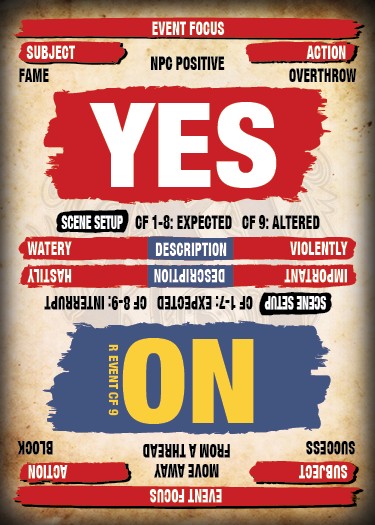 EVENT FOCUS
SUBJECT ACTION
FAME NPC POSITIVE OVERTHROW
YES
SCENE SETUP CF 1-8: EXPECTED CF 9: ALTERED
WATERY DESCRIPTION VIOLENTLY
EVENT FOCUS
SUBJECT MOVE AWAY ACTION
SUCCESS FROM A THREAD BLOCK
NO
R EVENT CF 9
SCENE SETUP CF 1-7: EXPECTED CF 8-9: INTERRUPT
IMPORTANT DESCRIPTION HASTILY